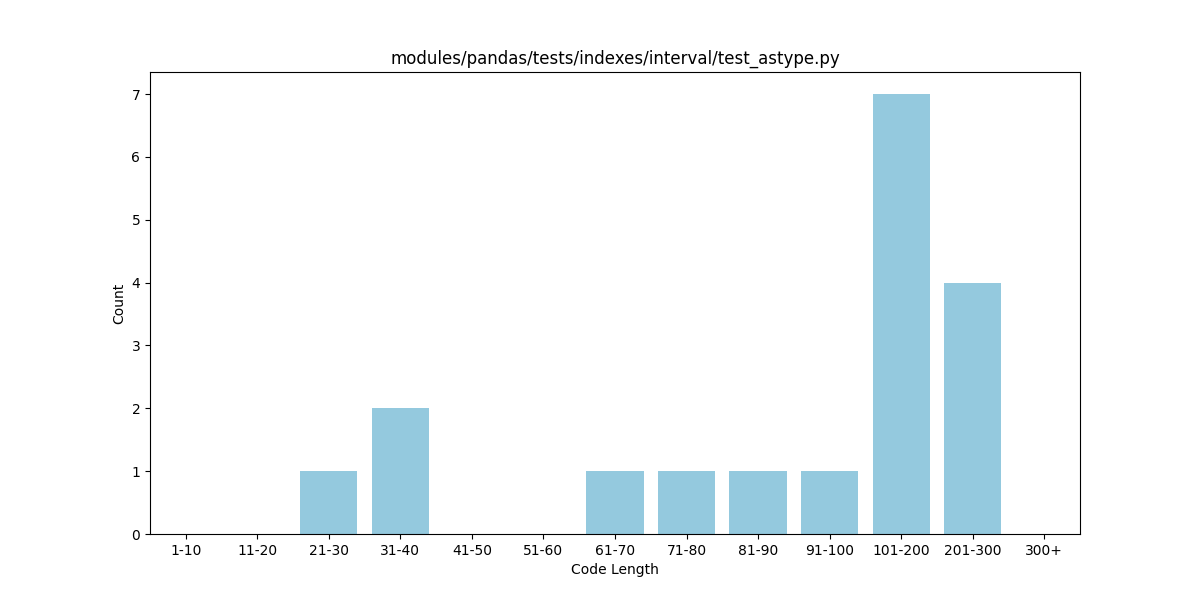 modules/pandas/tests/indexes/interval/test_astype.py
7
6
5
4
3
2
1
0
Count
1-10 11-20 21-30 31-40 41-50 51-60 61-70 71-80 81-90 91-100 101-200 201-300 300+
Code Length